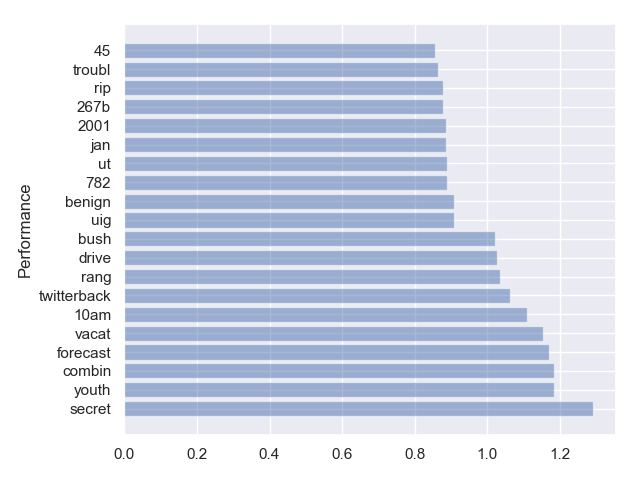 45
troubl
rip
267b
2001
jan
ut
782
benign
uig
bush
drive
rang
twitterback
10am
vacat
forecast
combin
youth
secret
Performance
0.0 0.2 0.4 0.6 0.8 1.0 1.2